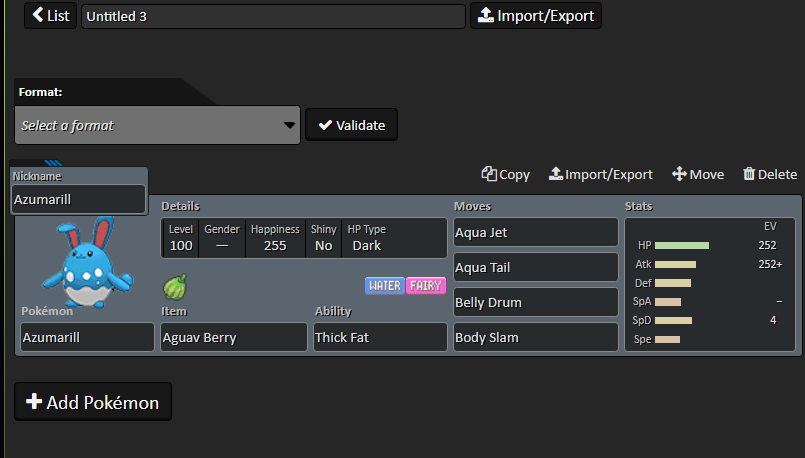 List
Untitled 3
Import/Export
Format:
Select a format
Validate
Copy
Import/Export
Move
Delete
Nickname
Azumarill
Pokémon
Azumarill
Details
Level
100
Gender
—
Happiness
255
Shiny
No
HP Type
Dark
WATER
FAIRY
Item
Aguav Berry
Ability
Thick Fat
Moves
Aqua Jet
Aqua Tail
Belly Drum
Body Slam
Stats
EV
HP 252
Atk 252+
Def
SpA –
SpD 4
Spe
Add Pokémon